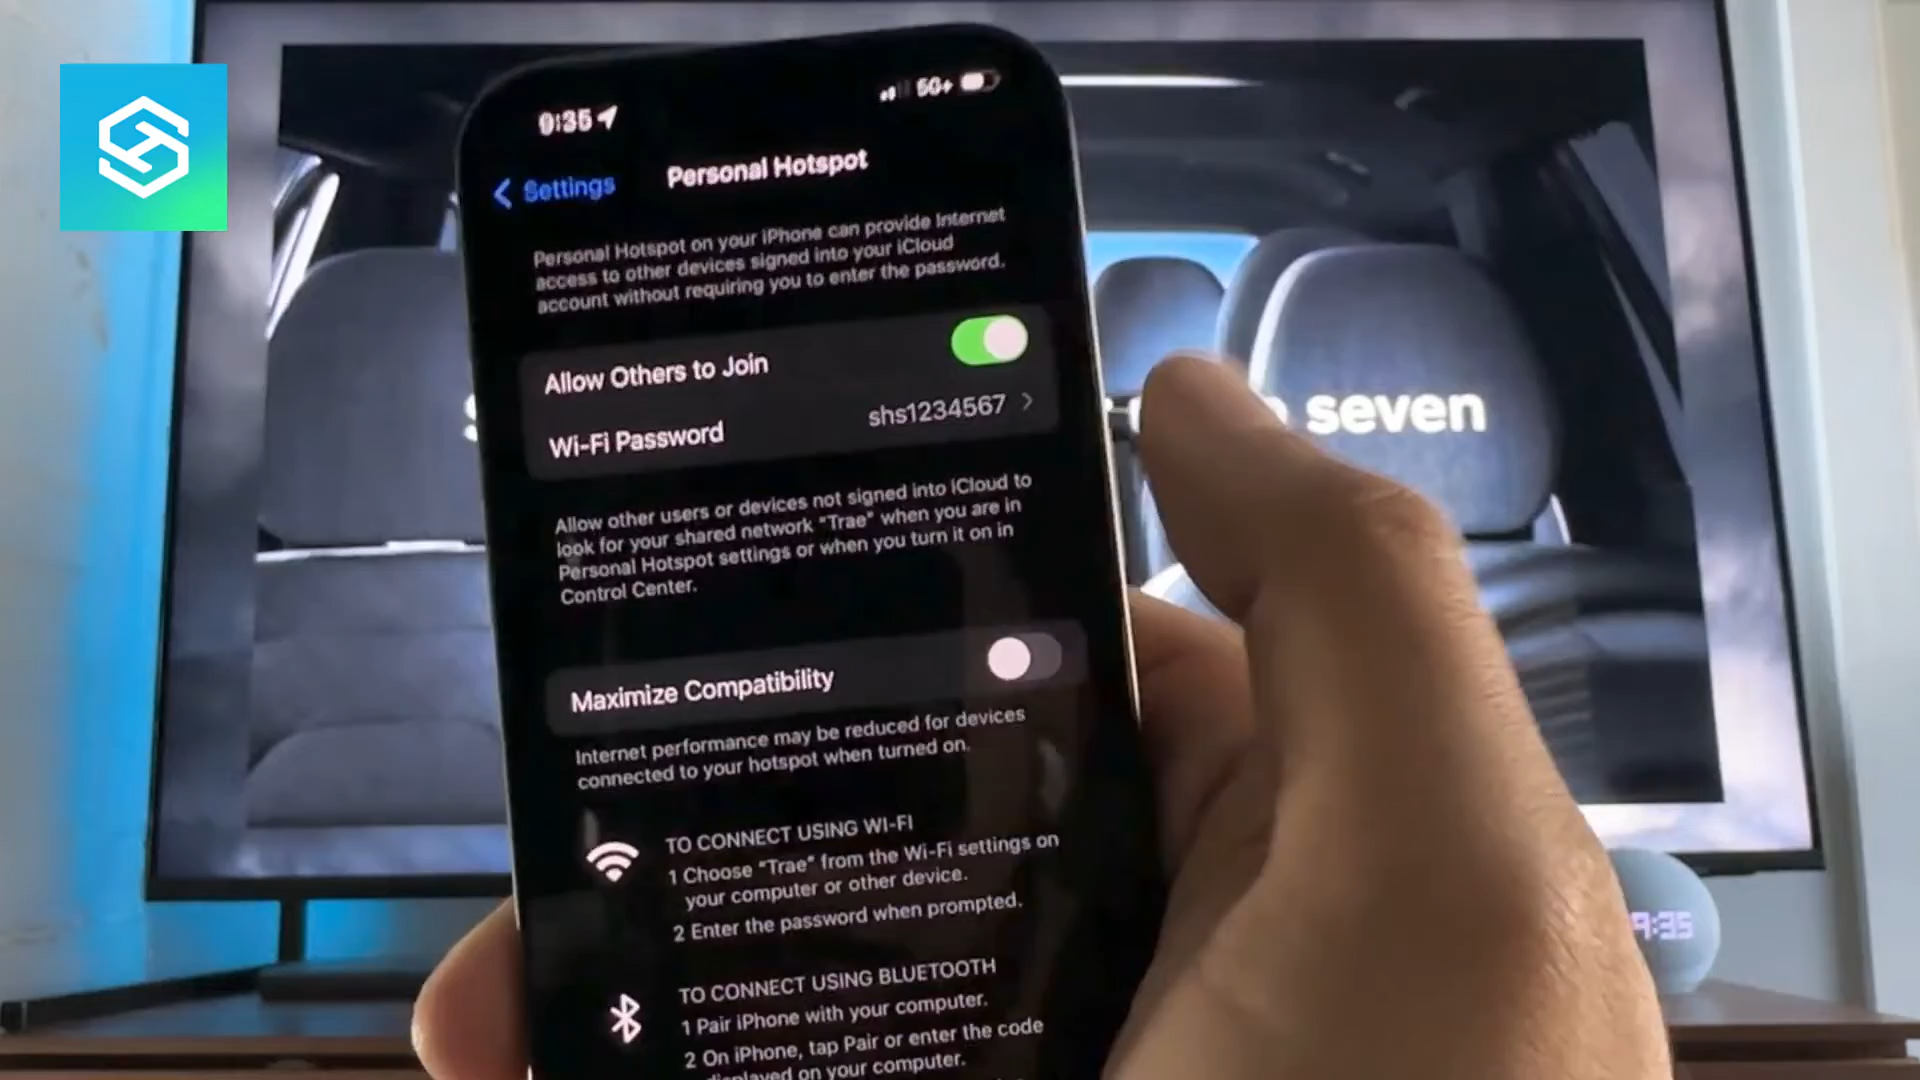 9:35
5G+
Settings
Personal Hotspot
Personal Hotspot on your iPhone can provide Internet
access to other devices signed into your iCloud
account without requiring you to enter the password.
Allow Others to Join
Wi-Fi Password shs1234567
seven
Allow other users or devices not signed into iCloud to
look for your shared network “Trae” when you are in
Personal Hotspot settings or when you turn it on in
Control Center.
Maximize Compatibility
Internet performance may be reduced for devices
connected to your hotspot when turned on.
TO CONNECT USING WI-FI
1 Choose “Trae” from the Wi-Fi settings on
your computer or other device.
2 Enter the password when prompted.
TO CONNECT USING BLUETOOTH
1 Pair iPhone with your computer.
2 On iPhone, tap Pair or enter the code
displayed on your computer.
9:35